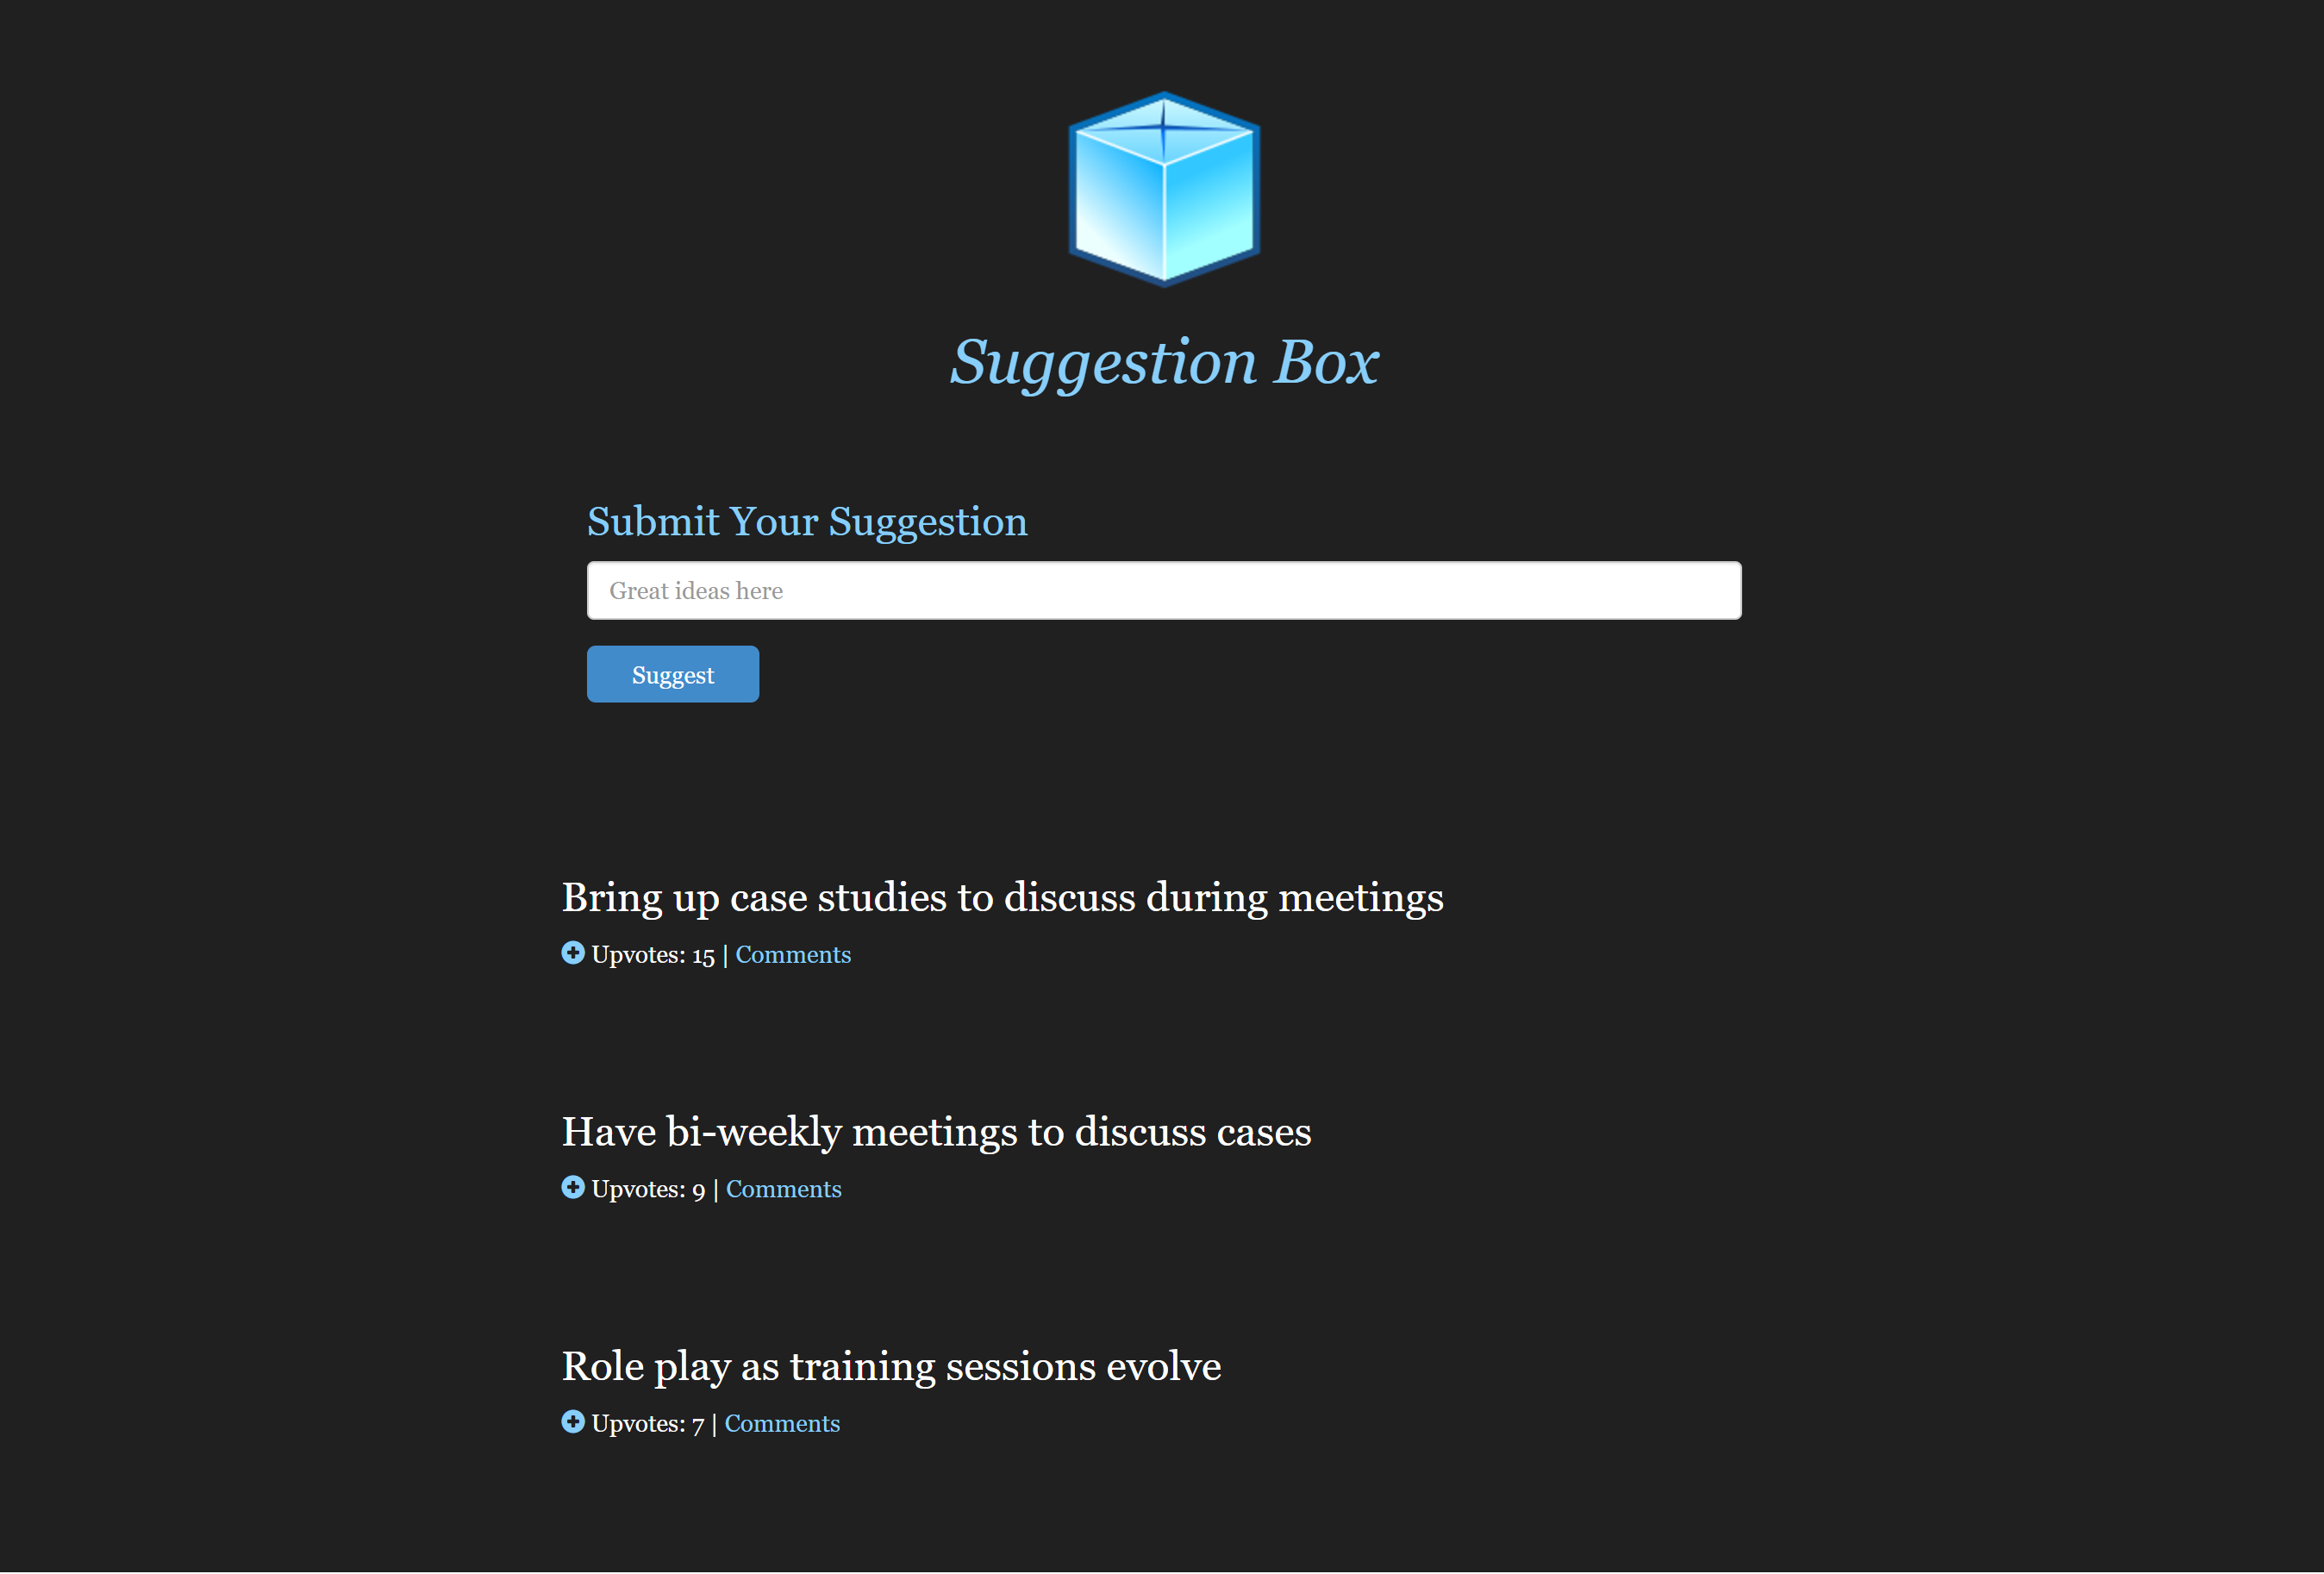 Suggestion Box
Submit Your Suggestion
Great ideas here
Suggest
Bring up case studies to discuss during meetings
Upvotes: 15 | Comments
Have bi-weekly meetings to discuss cases
Upvotes: 9 | Comments
Role play as training sessions evolve
Upvotes: 7 | Comments